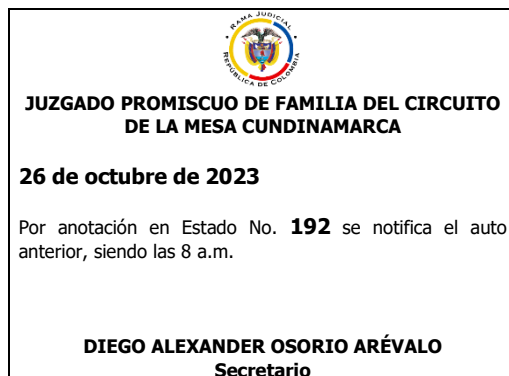 RAMA JUDICIAL
REPÚBLICA DE COLOMBIA
JUZGADO PROMISCUO DE FAMILIA DEL CIRCUITO
DE LA MESA CUNDINAMARCA
26 de octubre de 2023
Por anotación en Estado No. 192 se notifica el auto
anterior, siendo las 8 a.m.
DIEGO ALEXANDER OSORIO ARÉVALO
Secretario